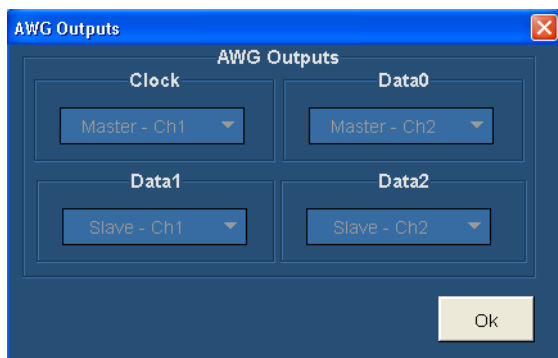 AWG Outputs
AWG Outputs
Clock
Data0
Master - Ch1
Master - Ch2
Data1
Data2
Slave - Ch1
Slave - Ch2
Ok